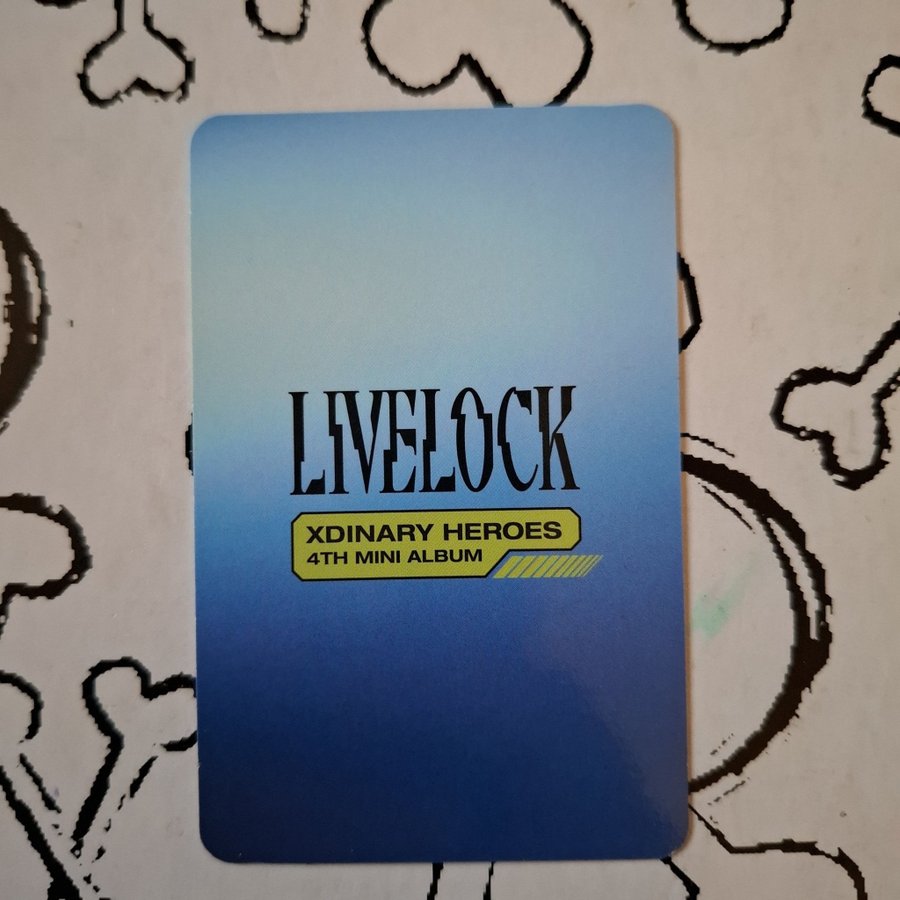 LIVELOCK
XDINARY HEROES
4TH MINI ALBUM